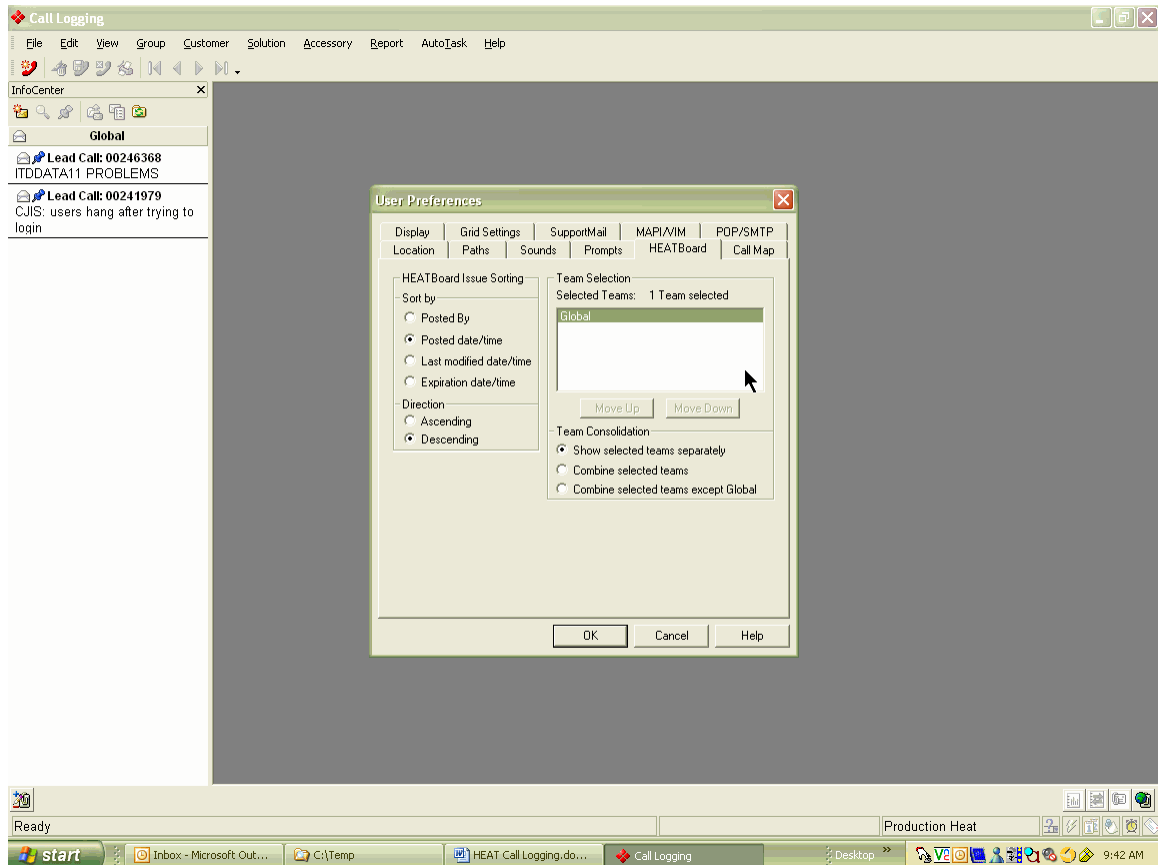 Call Logging
File Edit View Group Customer Solution Accessory Report AutoTask Help
InfoCenter
Global
Lead Call: 00246368
ITDDATA11 PROBLEMS
Lead Call: 00241979
CJIS: users hang after trying to
login
User Preferences
Display Grid Settings SupportMail MAPI/VIM POP/SMTP
Location Paths Sounds Prompts HEATBoard Call Map
HEATBoard Issue Sorting
Sort by
Posted By
Posted date/time
Last modified date/time
Expiration date/time
Direction
Ascending
Descending
Team Selection
Selected Teams: 1 Team selected
Global
Move Up Move Down
Team Consolidation
Show selected teams separately
Combine selected teams
Combine selected teams except Global
OK Cancel Help
Ready Production Heat
start Inbox - Microsoft Out... C:\Temp HEAT Call Logging.do... Call Logging Desktop » V2 9:42 AM